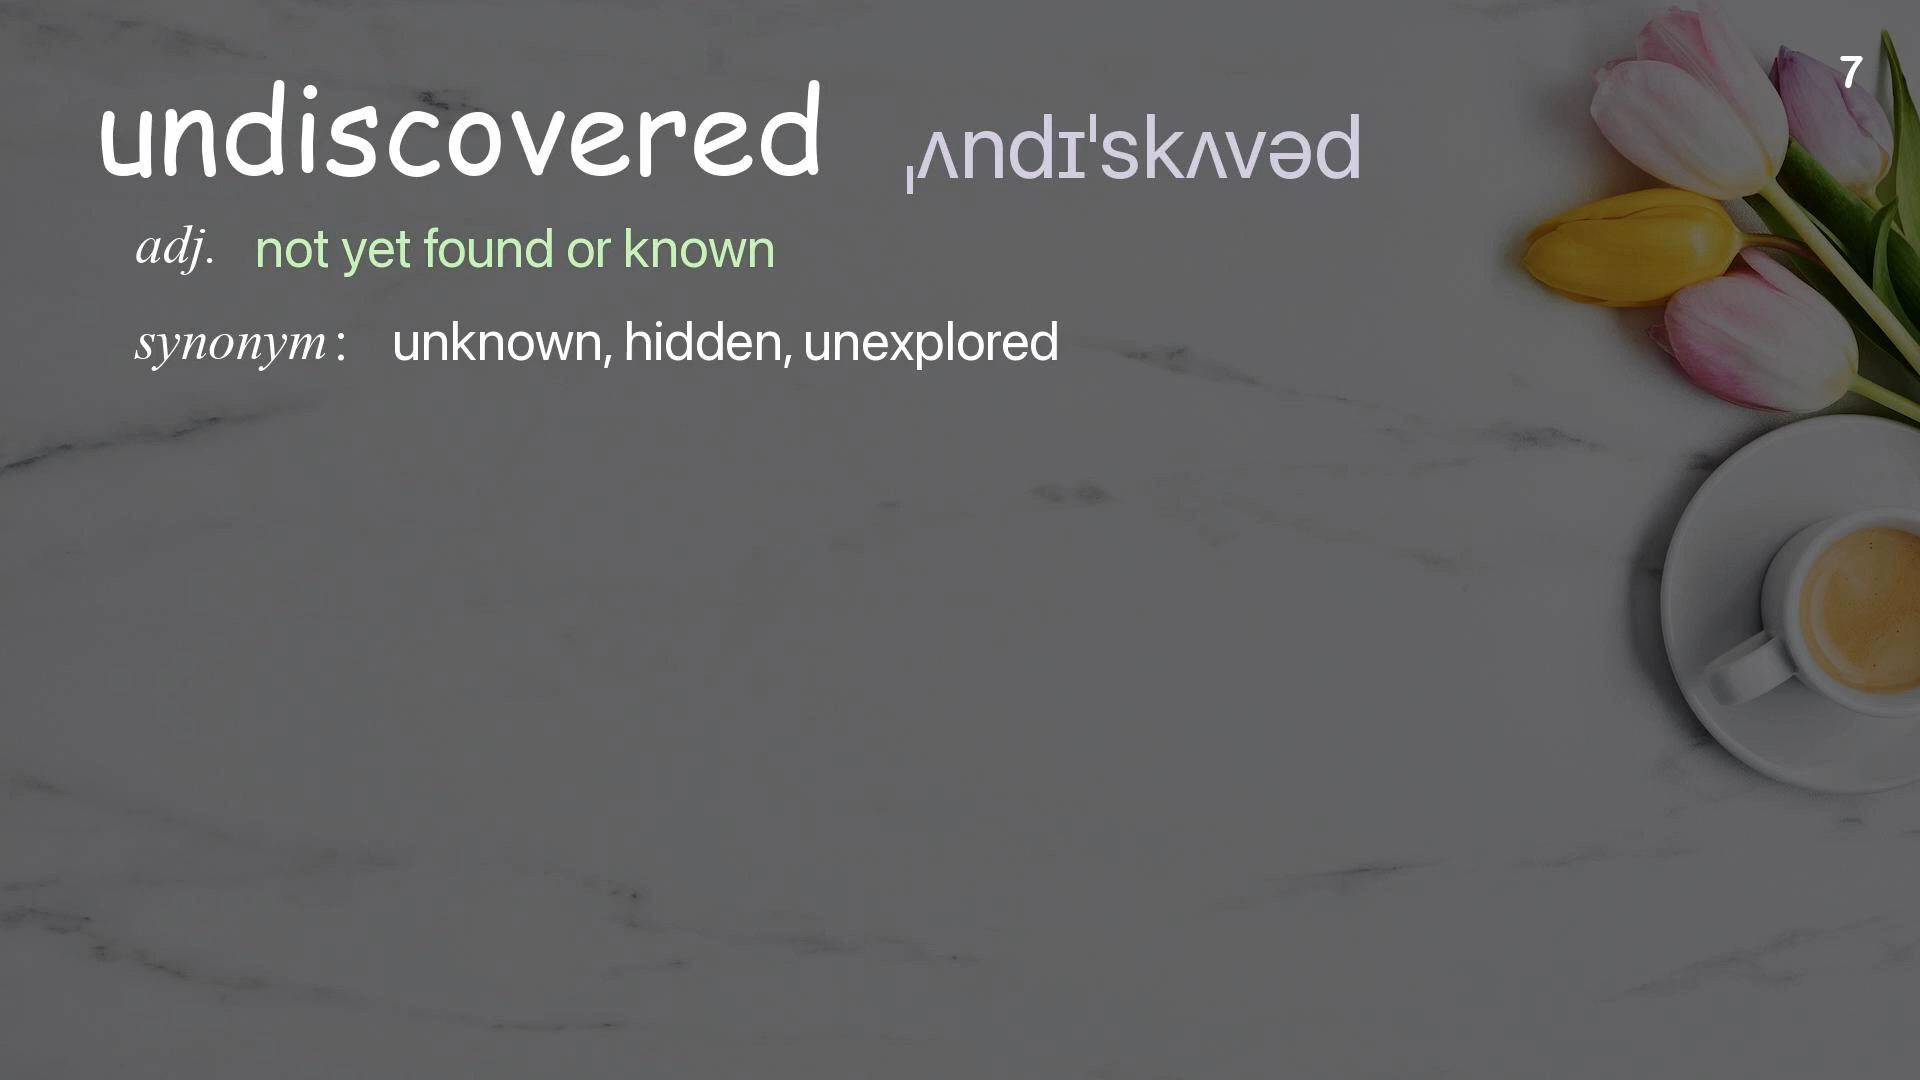 7
undiscovered ˌʌndɪˈskʌvəd
adj. not yet found or known
synonym : unknown, hidden, unexplored